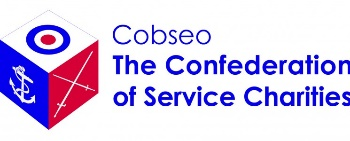 Cobseo
The Confederation
of Service Charities